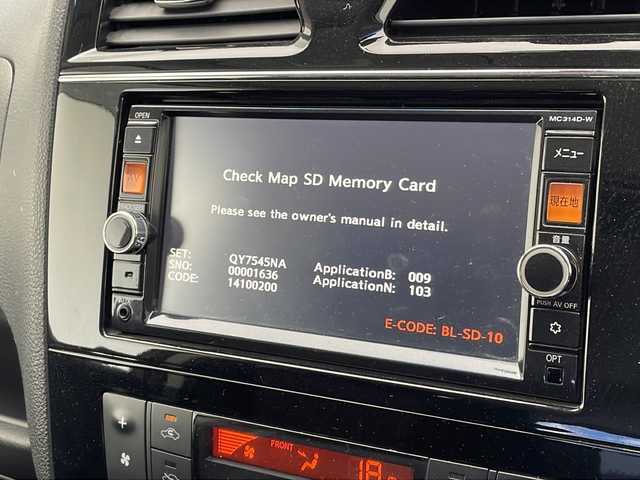 OPEN
MC314D-W
メニュー
現在地
音量
PUSH AV OFF
OPT
Check Map SD Memory Card
Please see the owner's manual in detail.
SET: QY7545NA ApplicationB: 009
SNO: 00001636 ApplicationN: 103
CODE: 14100200
E-CODE: BL-SD-10
FRONT
18